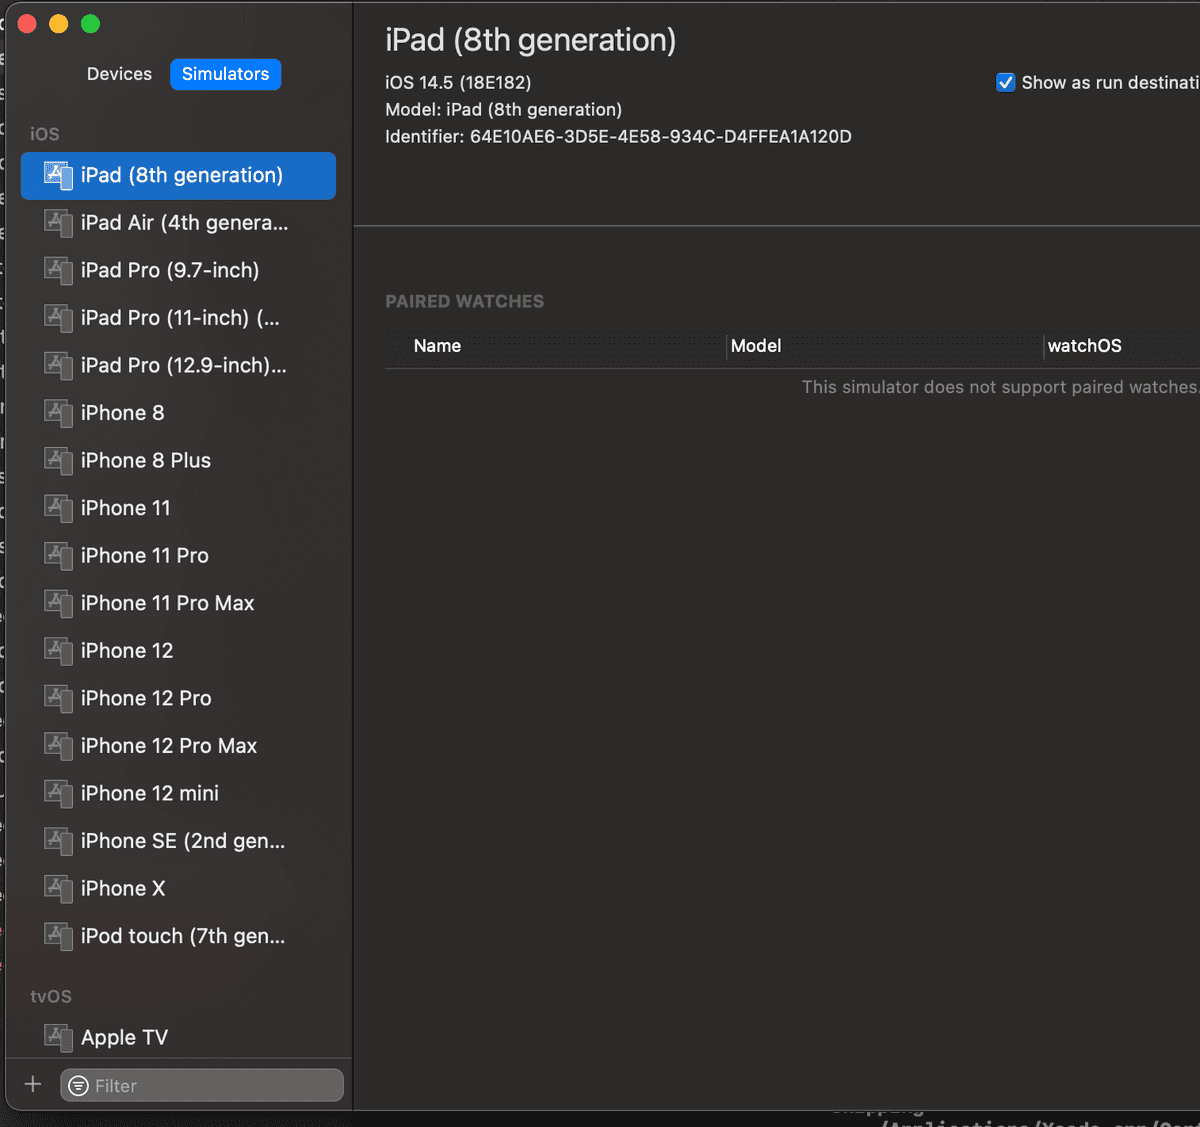 Devices
Simulators
iOS
iPad (8th generation)
iPad Air (4th genera...
iPad Pro (9.7-inch)
iPad Pro (11-inch) (...
iPad Pro (12.9-inch)...
iPhone 8
iPhone 8 Plus
iPhone 11
iPhone 11 Pro
iPhone 11 Pro Max
iPhone 12
iPhone 12 Pro
iPhone 12 Pro Max
iPhone 12 mini
iPhone SE (2nd gen...
iPhone X
iPod touch (7th gen...
tvOS
Apple TV
Filter
iPad (8th generation)
iOS 14.5 (18E182)
Model: iPad (8th generation)
Identifier: 64E10AE6-3D5E-4E58-934C-D4FFEA1A120D
Show as run destinati
PAIRED WATCHES
Name Model watchOS
This simulator does not support paired watches.